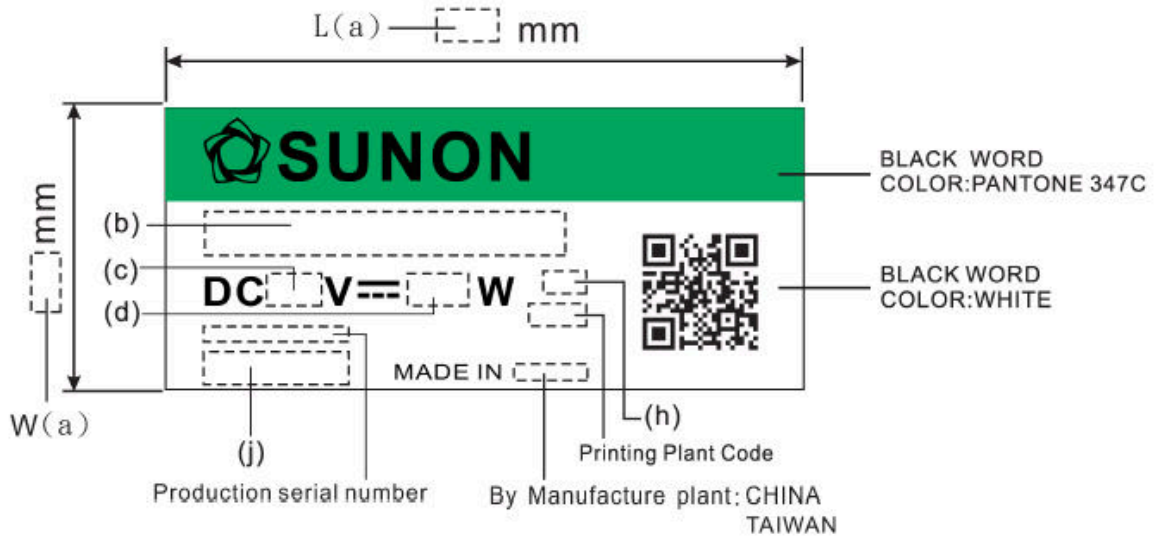 L(a) mm
SUNON
BLACK WORD
COLOR:PANTONE 347C
mm
(b)
(c)
DC V W
(d)
BLACK WORD
COLOR:WHITE
MADE IN
W(a)
(j)
(h)
Printing Plant Code
Production serial number
By Manufacture plant: CHINA
TAIWAN